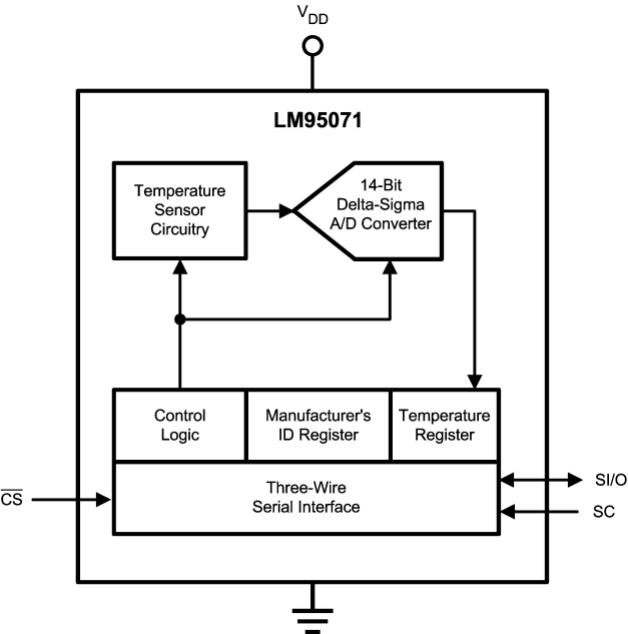 VDD
LM95071
Temperature
Sensor
Circuitry
14-Bit
Delta-Sigma
A/D Converter
Control
Logic
Manufacturer's
ID Register
Temperature
Register
Three-Wire
Serial Interface
C̅S̅
SI/O
SC